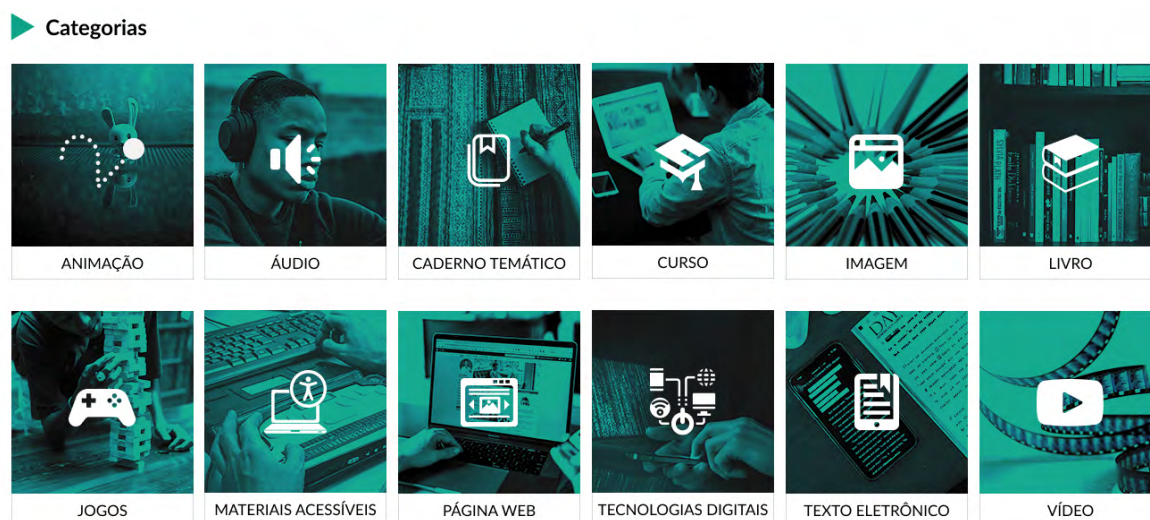 Categorias
ANIMAÇÃO
ÁUDIO
CADERNO TEMÁTICO
CURSO
IMAGEM
LIVRO
JOGOS
MATERIAIS ACESSÍVEIS
PÁGINA WEB
TECNOLOGIAS DIGITAIS
TEXTO ELETRÔNICO
VÍDEO